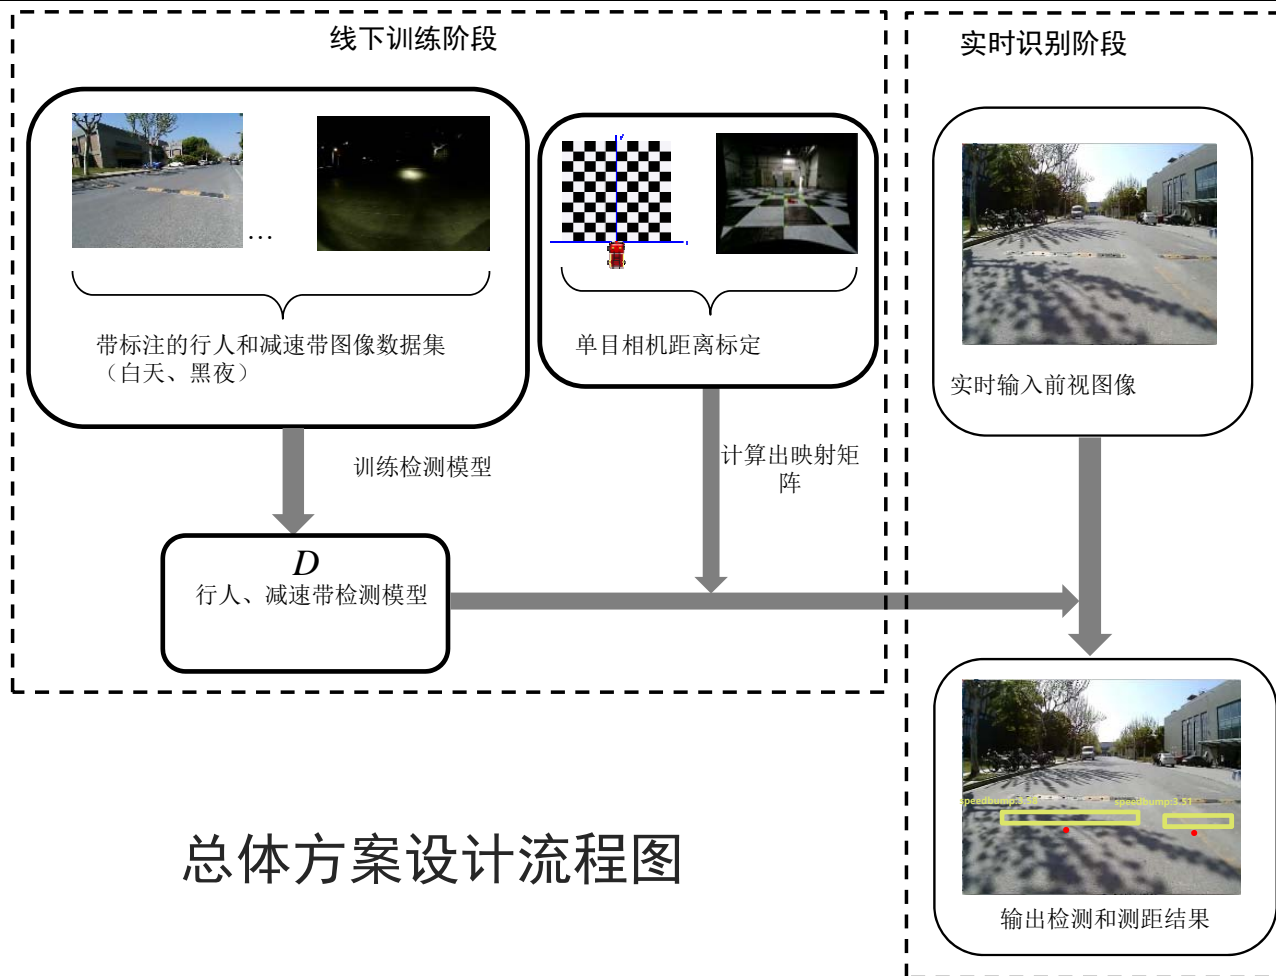 线下训练阶段
实时识别阶段
…
带标注的行人和减速带图像数据集
（白天、黑夜）
单目相机距离标定
实时输入前视图像
训练检测模型
计算出映射矩
阵
D
行人、减速带检测模型
speedbump:3.51
输出检测和测距结果
总体方案设计流程图